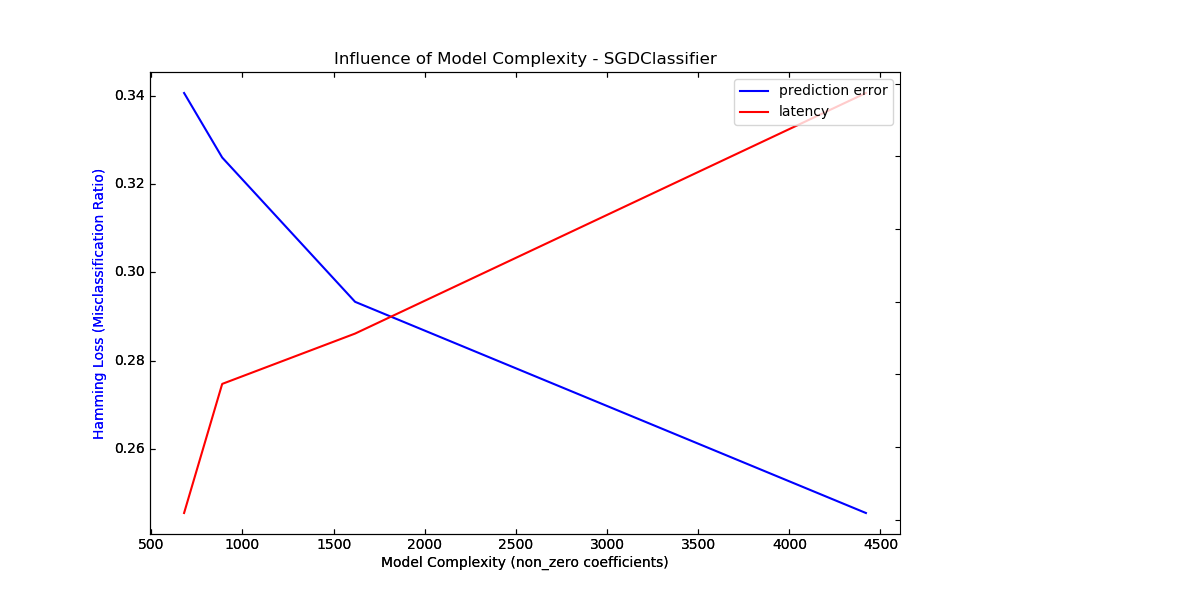 Influence of Model Complexity - SGDClassifier
prediction error
latency
0.34
0.32
0.30
0.28
0.26
Hamming Loss (Misclassification Ratio)
500 1000 1500 2000 2500 3000 3500 4000 4500
Model Complexity (non_zero coefficients)